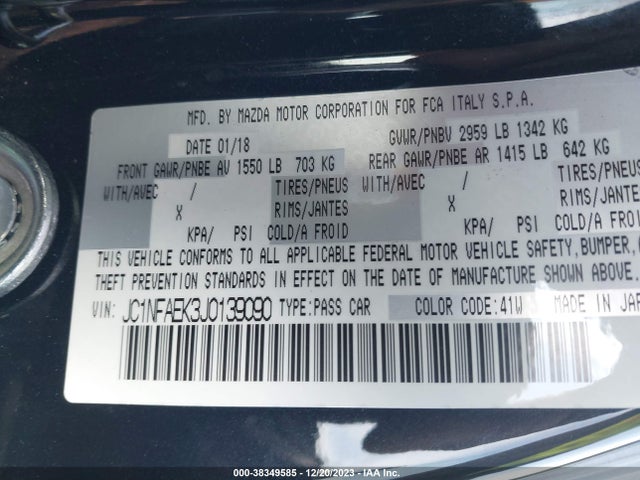 MFD. BY MAZDA MOTOR CORPORATION FOR FCA ITALY S.P.A.
DATE 01/18 GVWR/PNBV 2959 LB 1342 KG
FRONT GAWR/PNBE AV 1550 LB 703 KG REAR GAWR/PNBE AR 1415 LB 642 KG
WITH/AVEC / TIRES/PNEUS WITH/AVEC / TIRES/PNEUS
X RIMS/JANTES X RIMS/JANTES
KPA/ PSI COLD/A FROID KPA/ PSI COLD/A FROID
THIS VEHICLE CONFORMS TO ALL APPLICABLE FEDERAL MOTOR VEHICLE SAFETY, BUMPER,
THEFT PREVENTION STANDARDS IN EFFECT ON THE DATE OF MANUFACTURE SHOWN ABOVE.
VIN: JC1NFAEK3J0139090 TYPE:PASS CAR COLOR CODE:41W MADE IN JAP
000-38349585 - 12/20/2023 - IAA Inc.